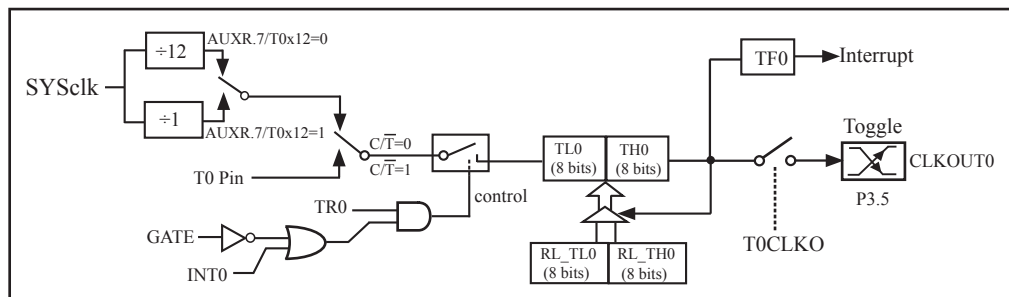 AUXR.7/T0x12=0
÷12
SYSclk
÷1
AUXR.7/T0x12=1
T0 Pin
C/T̅=0
C/T̅=1
control
TR0
GATE
INT0
TL0
(8 bits)
TH0
(8 bits)
RL_TL0
(8 bits)
RL_TH0
(8 bits)
TF0
Interrupt
Toggle
CLKOUT0
P3.5
T0CLKO